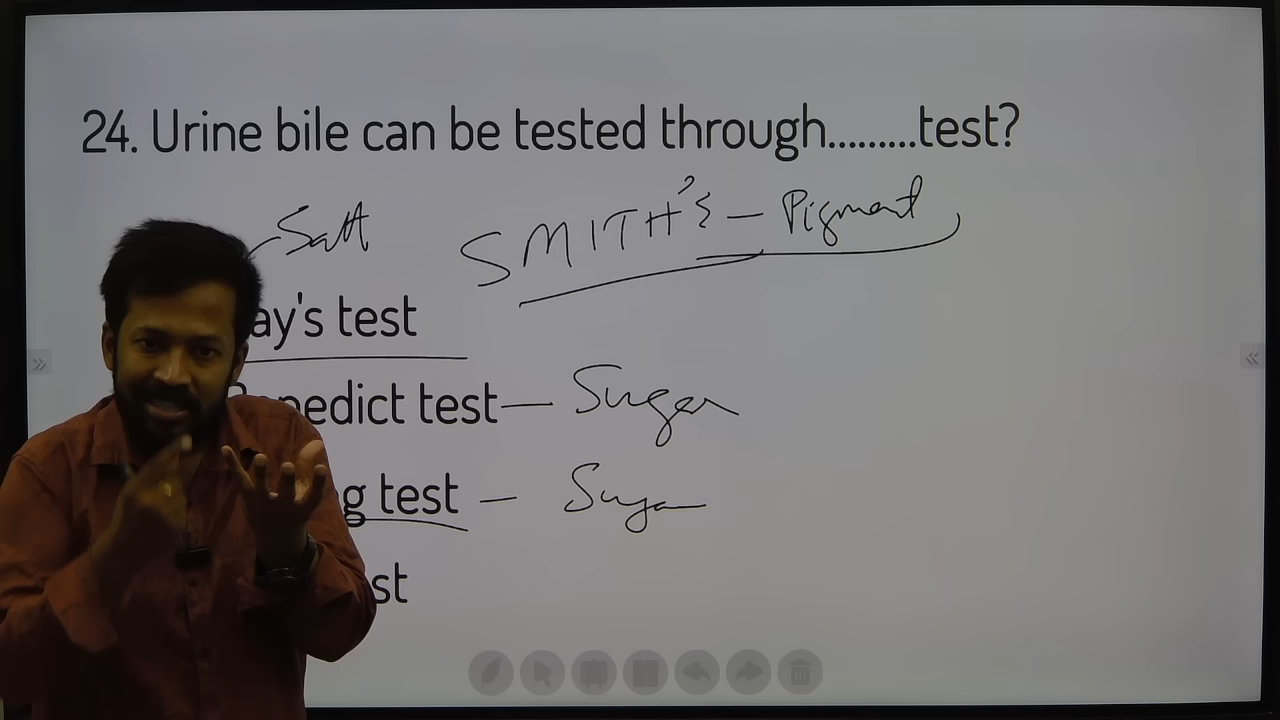 24. Urine bile can be tested through.........test?
Salt SMITH'S – Pigment
ay's test
nedict test – Sugar
g test – Sugar
st